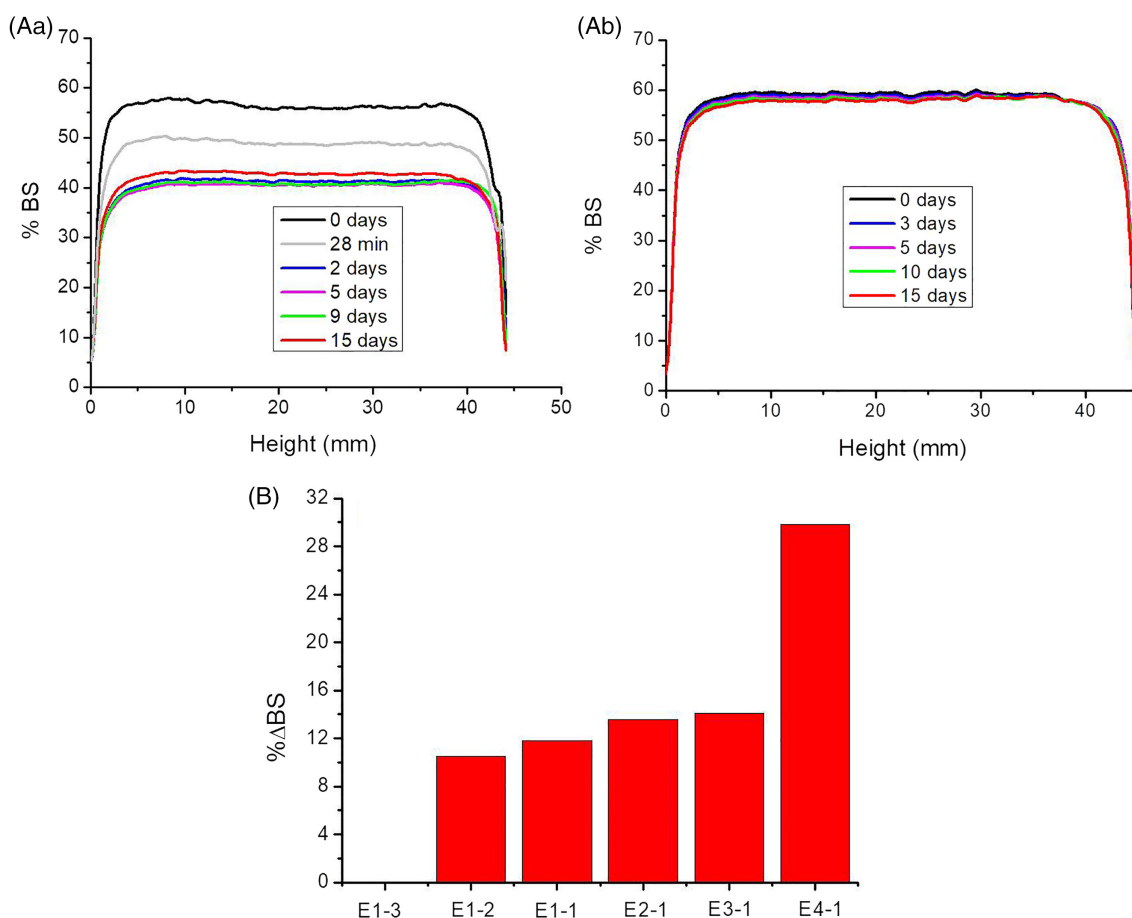 (Aa)
70
60
50
40
30
20
10
0
% BS
0 days
28 min
2 days
5 days
9 days
15 days
0 10 20 30 40 50
Height (mm)
(Ab)
70
60
50
40
30
20
10
0
% BS
0 days
3 days
5 days
10 days
15 days
0 10 20 30 40
Height (mm)
(B)
32
28
24
20
16
12
8
4
0
%ΔBS
E1-3 E1-2 E1-1 E2-1 E3-1 E4-1